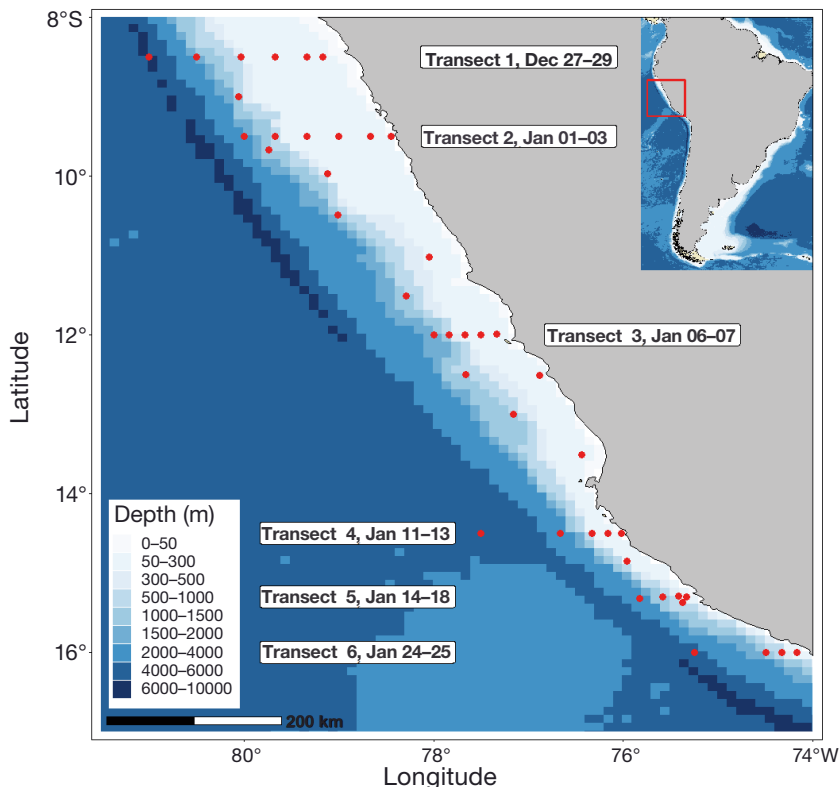 8°S
10°
12°
14°
16°
Latitude
Transect 1, Dec 27–29
Transect 2, Jan 01–03
Transect 3, Jan 06–07
Transect 4, Jan 11–13
Transect 5, Jan 14–18
Transect 6, Jan 24–25
Depth (m)
0–50
50–300
300–500
500–1000
1000–1500
1500–2000
2000–4000
4000–6000
6000–10000
200 km
80°
78°
76°
74°W
Longitude